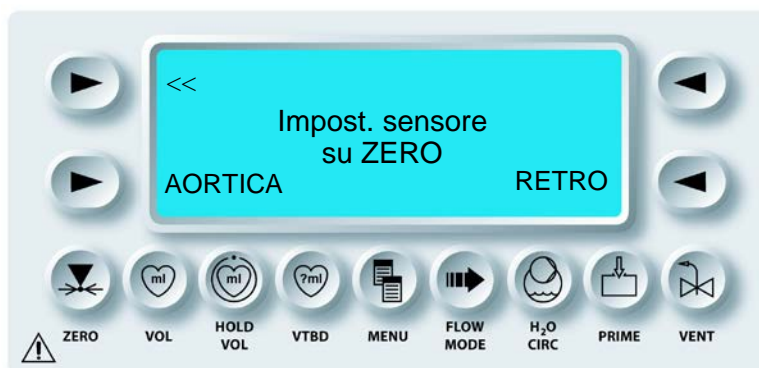 <<
Impost. sensore
su ZERO
AORTICA RETRO
ml ml ?ml
ZERO VOL HOLD VOL VTBD MENU FLOW MODE H₂O CIRC PRIME VENT